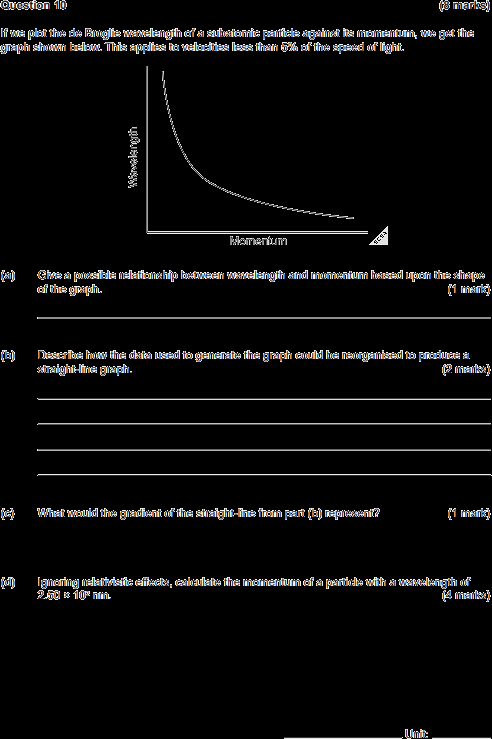 Question 10 (8 marks)
If we plot the de Broglie wavelength of a subatomic particle against its momentum, we get the
graph shown below. This applies to velocities less than 5% of the speed of light.
Wavelength
Momentum
(a) Give a possible relationship between wavelength and momentum based upon the shape
of the graph. (1 mark)
(b) Describe how the data used to generate the graph could be reorganised to produce a
straight-line graph. (2 marks)
(c) What would the gradient of the straight-line from part (b) represent? (1 mark)
(d) Ignoring relativistic effects, calculate the momentum of a particle with a wavelength of
2.50 × 10 nm. (4 marks)
Unit: